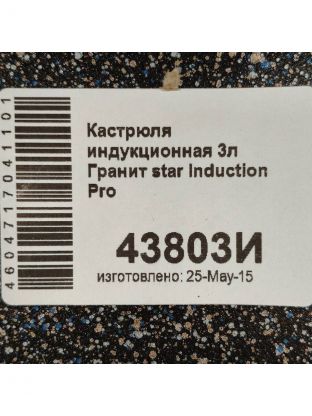 Кастрюля
индукционная 3л
Гранит star Induction
Pro
43803И
изготовлено: 25-May-15
4604717041101